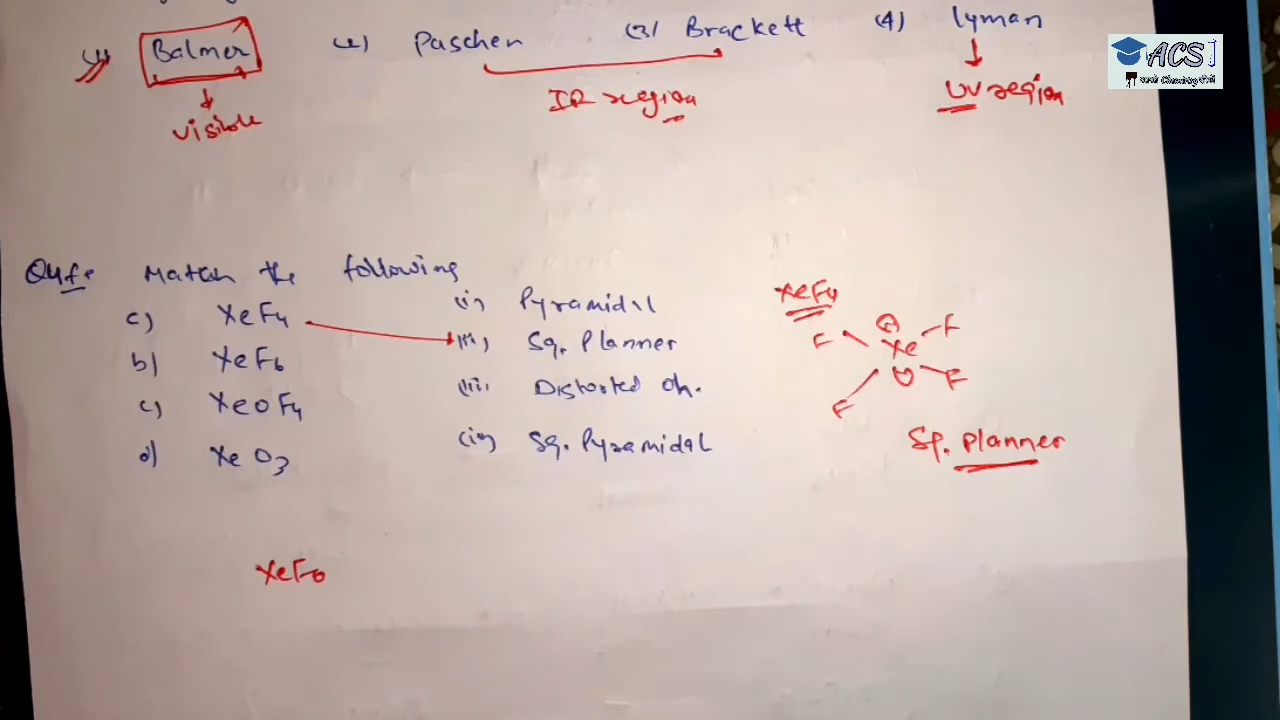 (1) Balmer (2) Paschen (3) Brackett (4) lyman
visible IR region UV region
ACS
Match the following
XeF4 (i) Pyramidal
b) XeF6 (ii) Sq. Planner
c) XeOF4 (iii) Distorted Oh.
d) XeO3 (iv) Sq. Pyramidal
XeF4
F Xe F
F F
Sq. Planner
XeF6